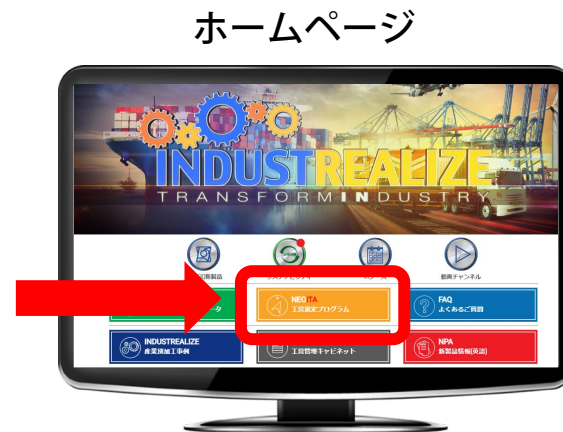 ホームページ
INDUSTREALIZE
TRANSFORMINDUSTRY
動画チャンネル
NEOITA
工具選定プログラム
FAQ
よくあるご質問
INDUSTREALIZE
産業別加工事例
工具管理キャビネット
NPA
新製品情報(英語)